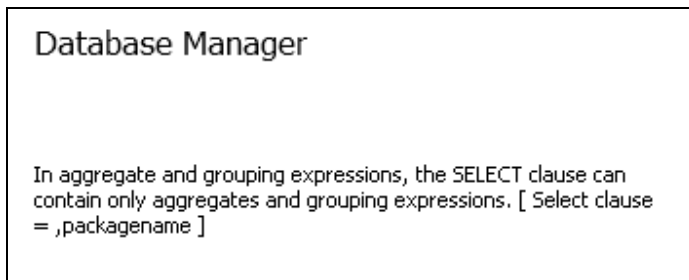 Database Manager
In aggregate and grouping expressions, the SELECT clause can
contain only aggregates and grouping expressions. [ Select clause
= ,packagename ]